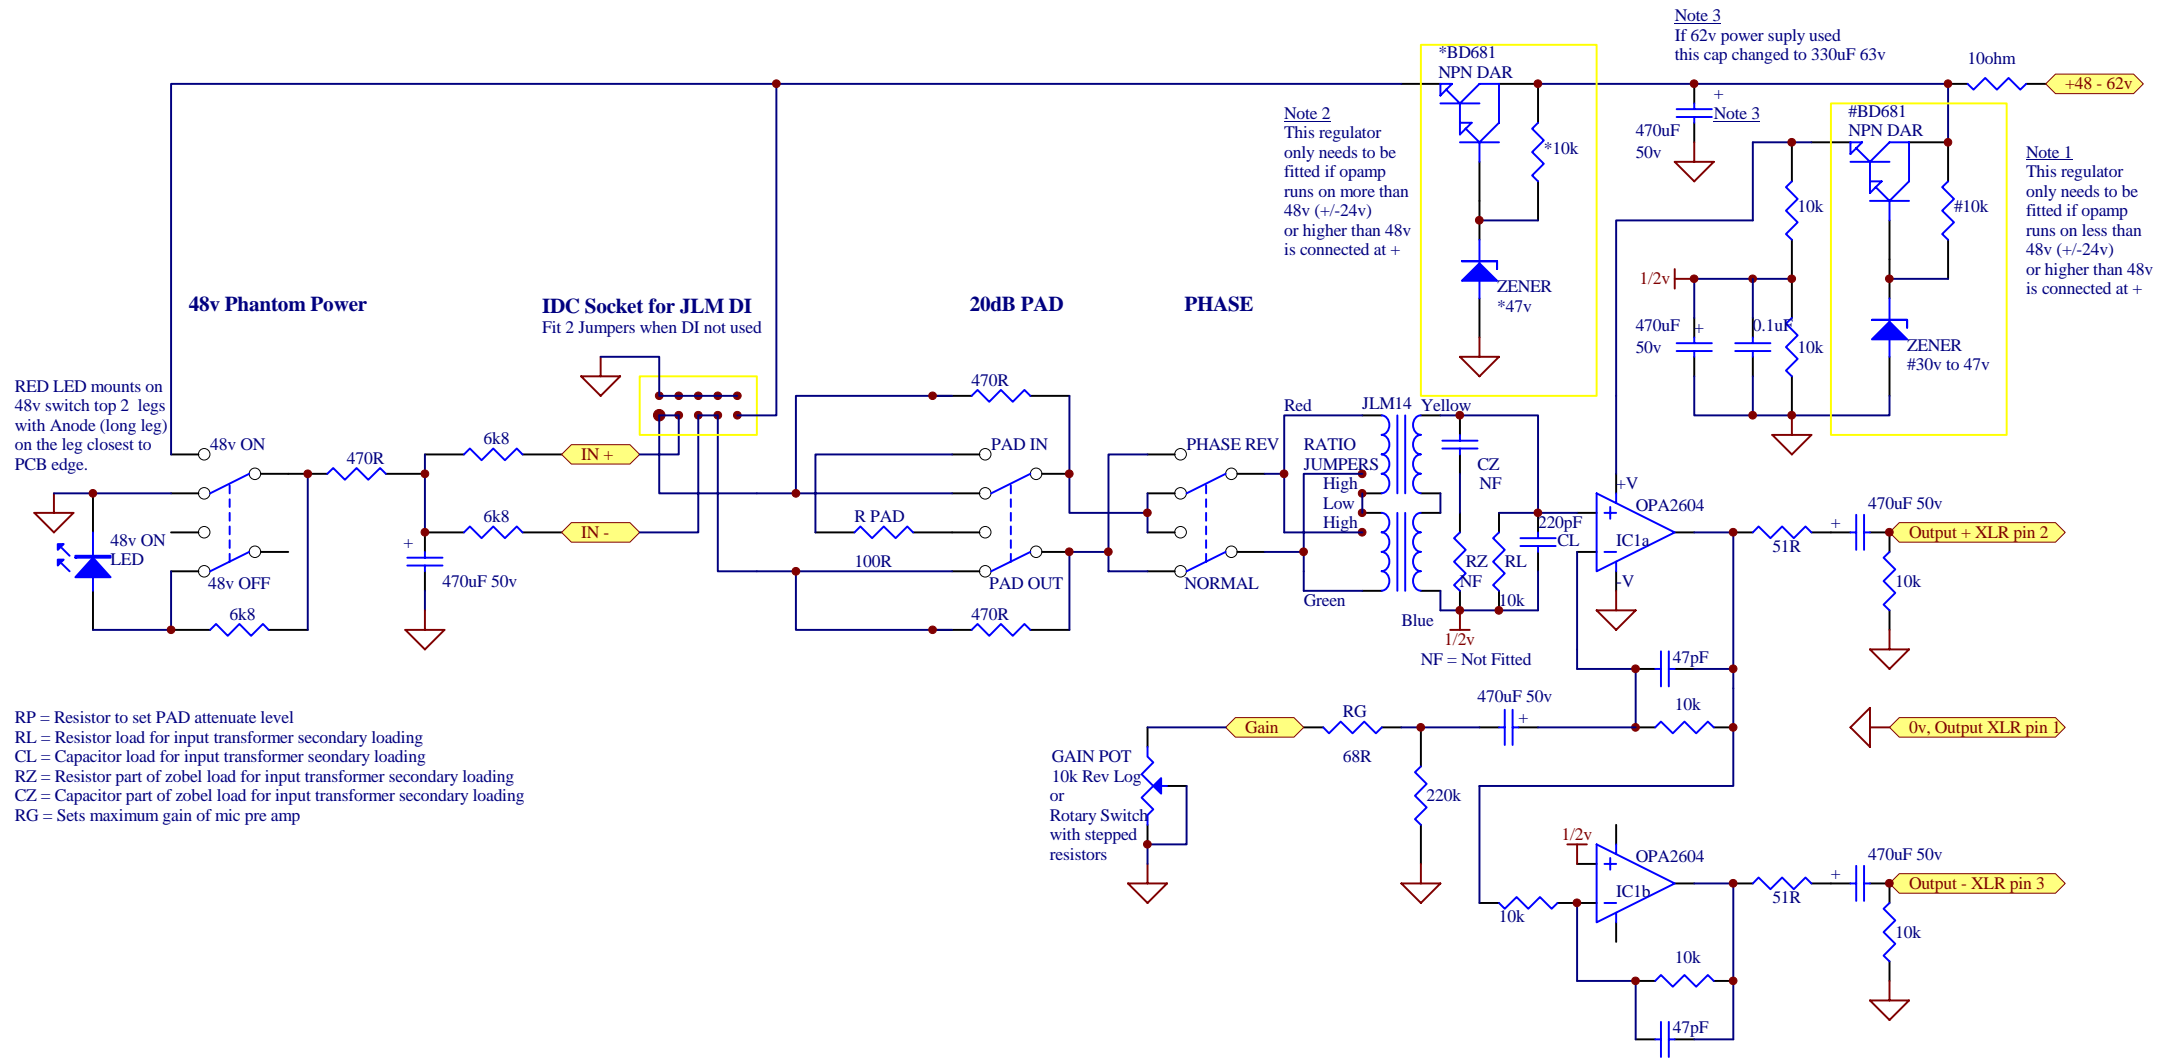 Note 3
If 62v power suply used
this cap changed to 330uF 63v
10ohm
+48 - 62v
*BD681
NPN DAR
Note 2
This regulator
only needs to be
fitted if opamp
runs on more than
48v (+/-24v)
or higher than 48v
is connected at +
*10k
ZENER
*47v
+
Note 3
470uF
50v
#BD681
NPN DAR
#10k
Note 1
This regulator
only needs to be
fitted if opamp
runs on less than
48v (+/-24v)
or higher than 48v
is connected at +
10k
1/2v
470uF
50v
+
0.1uF
10k
ZENER
#30v to 47v
48v Phantom Power
IDC Socket for JLM DI
Fit 2 Jumpers when DI not used
20dB PAD
PHASE
RED LED mounts on
48v switch top 2 legs
with Anode (long leg)
on the leg closest to
PCB edge.
48v ON
470R
6k8
IN +
6k8
IN -
48v ON
LED
48v OFF
6k8
+
470uF 50v
470R
PAD IN
R PAD
100R
PAD OUT
470R
PHASE REV
NORMAL
Red
JLM14
Yellow
RATIO
JUMPERS
High
Low
High
Green
Blue
CZ
NF
RZ
NF
RL
10k
220pF
CL
1/2v
NF = Not Fitted
+V
OPA2604
+
IC1a
-V
51R
+
470uF 50v
Output + XLR pin 2
10k
47pF
10k
470uF 50v
+
RG
68R
Gain
220k
GAIN POT
10k Rev Log
or
Rotary Switch
with stepped
resistors
0v, Output XLR pin 1
RP = Resistor to set PAD attenuate level
RL = Resistor load for input transformer secondary loading
CL = Capacitor load for input transformer seondary loading
RZ = Resistor part of zobel load for input transformer secondary loading
CZ = Capacitor part of zobel load for input transformer secondary loading
RG = Sets maximum gain of mic pre amp
1/2v
OPA2604
+
IC1b
10k
51R
+
470uF 50v
Output - XLR pin 3
10k
10k
47pF